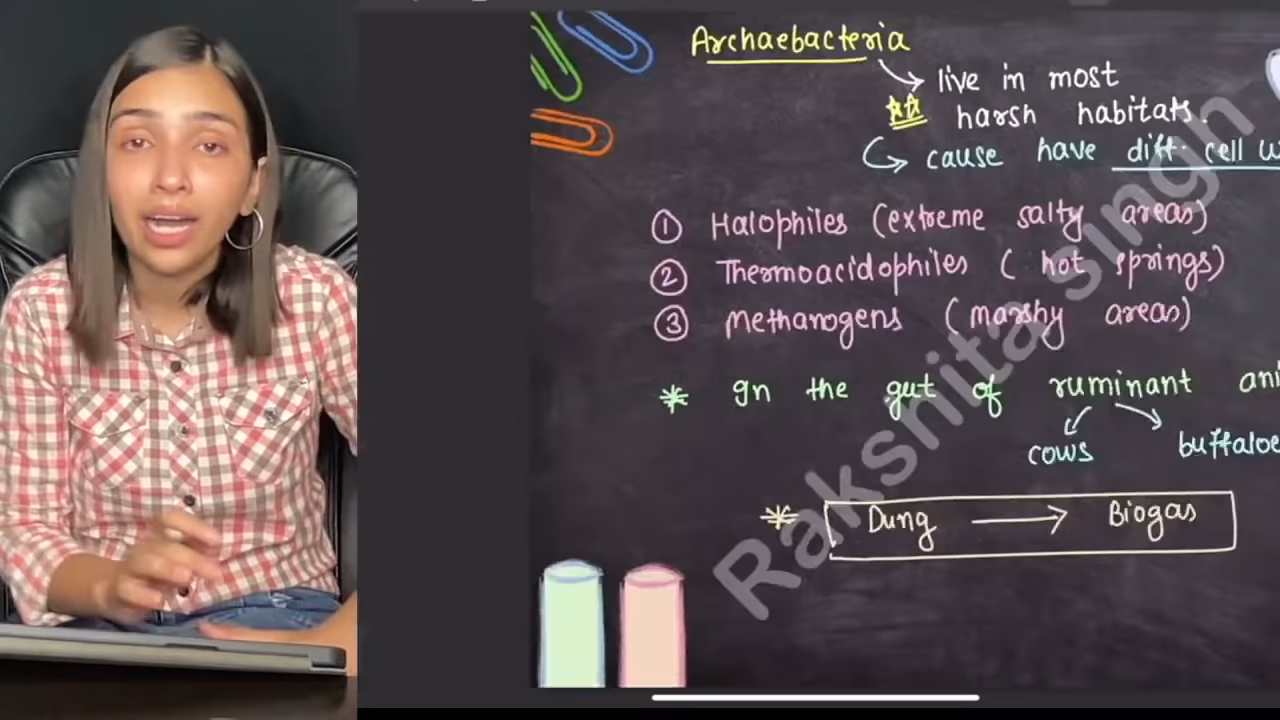 Archaebacteria
live in most
harsh habitats.
cause have diff. cell
① Halophiles (extreme salty areas)
② Thermoacidophiles ( hot springs)
③ Methanogens (marshy areas)
* In the gut of ruminant
cows
* Dung → Biogas
Rakshita singh